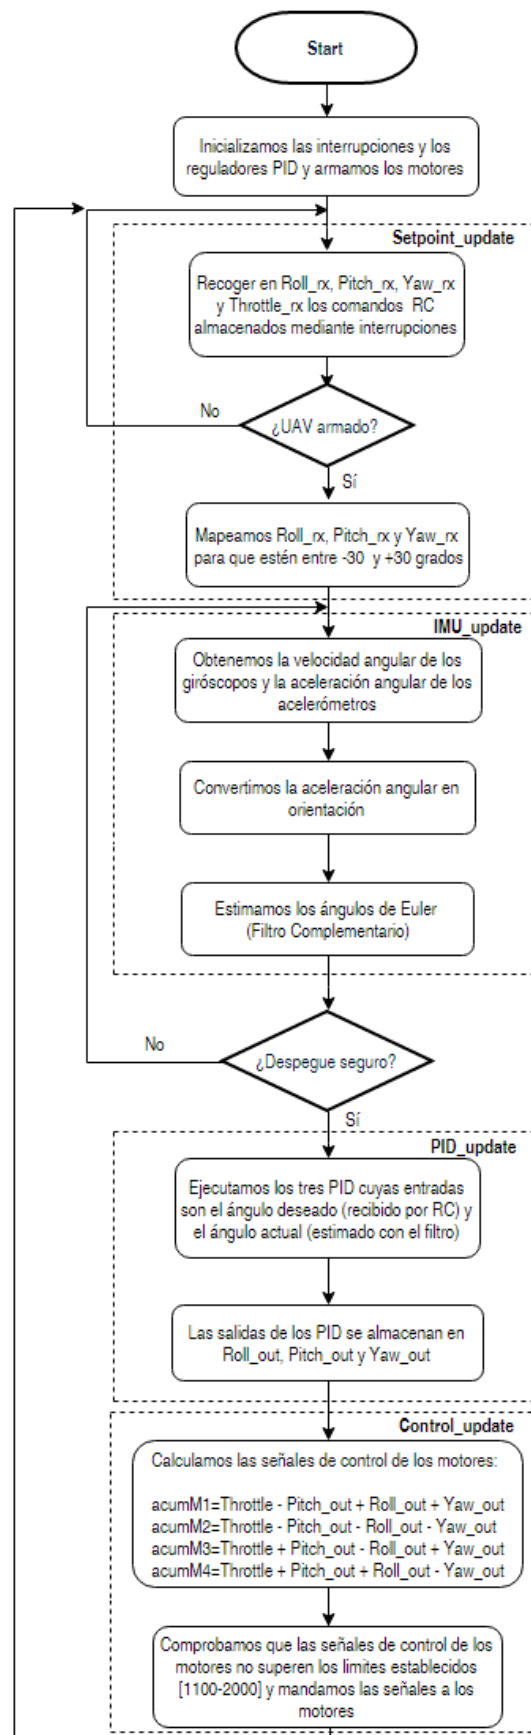 Start
Inicializamos las interrupciones y los
reguladores PID y armamos los motores
Setpoint_update
Recoger en Roll_rx, Pitch_rx, Yaw_rx
y Throttle_rx los comandos RC
almacenados mediante interrupciones
No
¿UAV armado?
Sí
Mapeamos Roll_rx, Pitch_rx y Yaw_rx
para que estén entre -30 y +30 grados
IMU_update
Obtenemos la velocidad angular de los
giróscopos y la aceleración angular de los
acelerómetros
Convertimos la aceleración angular en
orientación
Estimamos los ángulos de Euler
(Filtro Complementario)
No
¿Despegue seguro?
Sí
PID_update
Ejecutamos los tres PID cuyas entradas
son el ángulo deseado (recibido por RC) y
el ángulo actual (estimado con el filtro)
Las salidas de los PID se almacenan en
Roll_out, Pitch_out y Yaw_out
Control_update
Calculamos las señales de control de los motores:
acumM1=Throttle - Pitch_out + Roll_out + Yaw_out
acumM2=Throttle - Pitch_out - Roll_out - Yaw_out
acumM3=Throttle + Pitch_out - Roll_out + Yaw_out
acumM4=Throttle + Pitch_out + Roll_out - Yaw_out
Comprobamos que las señales de control de los
motores no superen los limites establecidos
[1100-2000] y mandamos las señales a los
motores